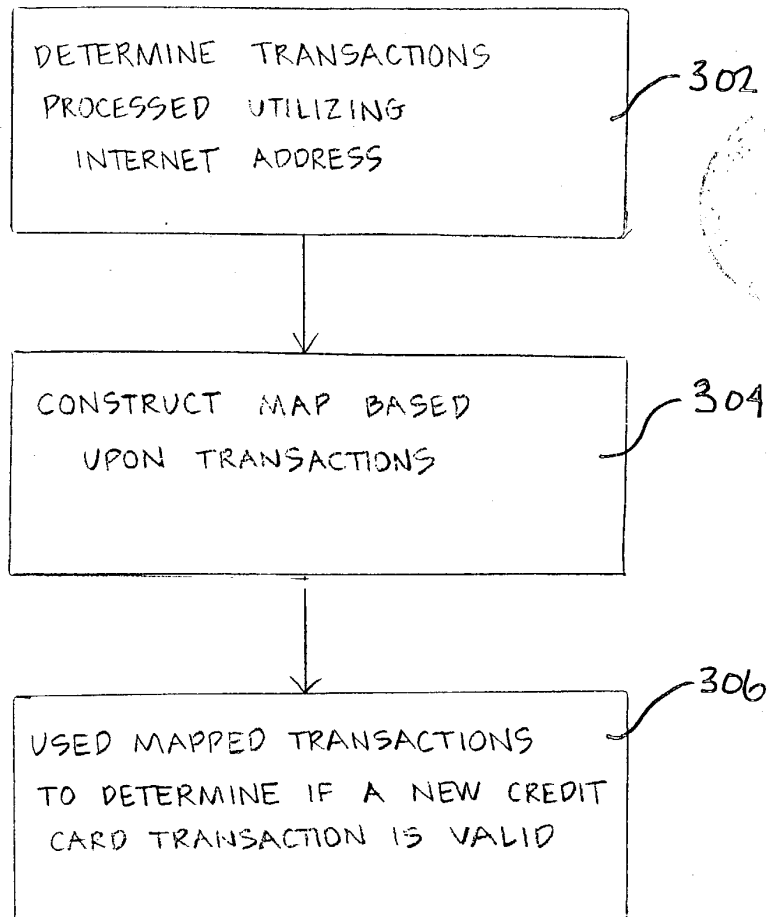 DETERMINE TRANSACTIONS
PROCESSED UTILIZING
INTERNET ADDRESS
302
CONSTRUCT MAP BASED
UPON TRANSACTIONS
304
USED MAPPED TRANSACTIONS
TO DETERMINE IF A NEW CREDIT
CARD TRANSACTION IS VALID
306